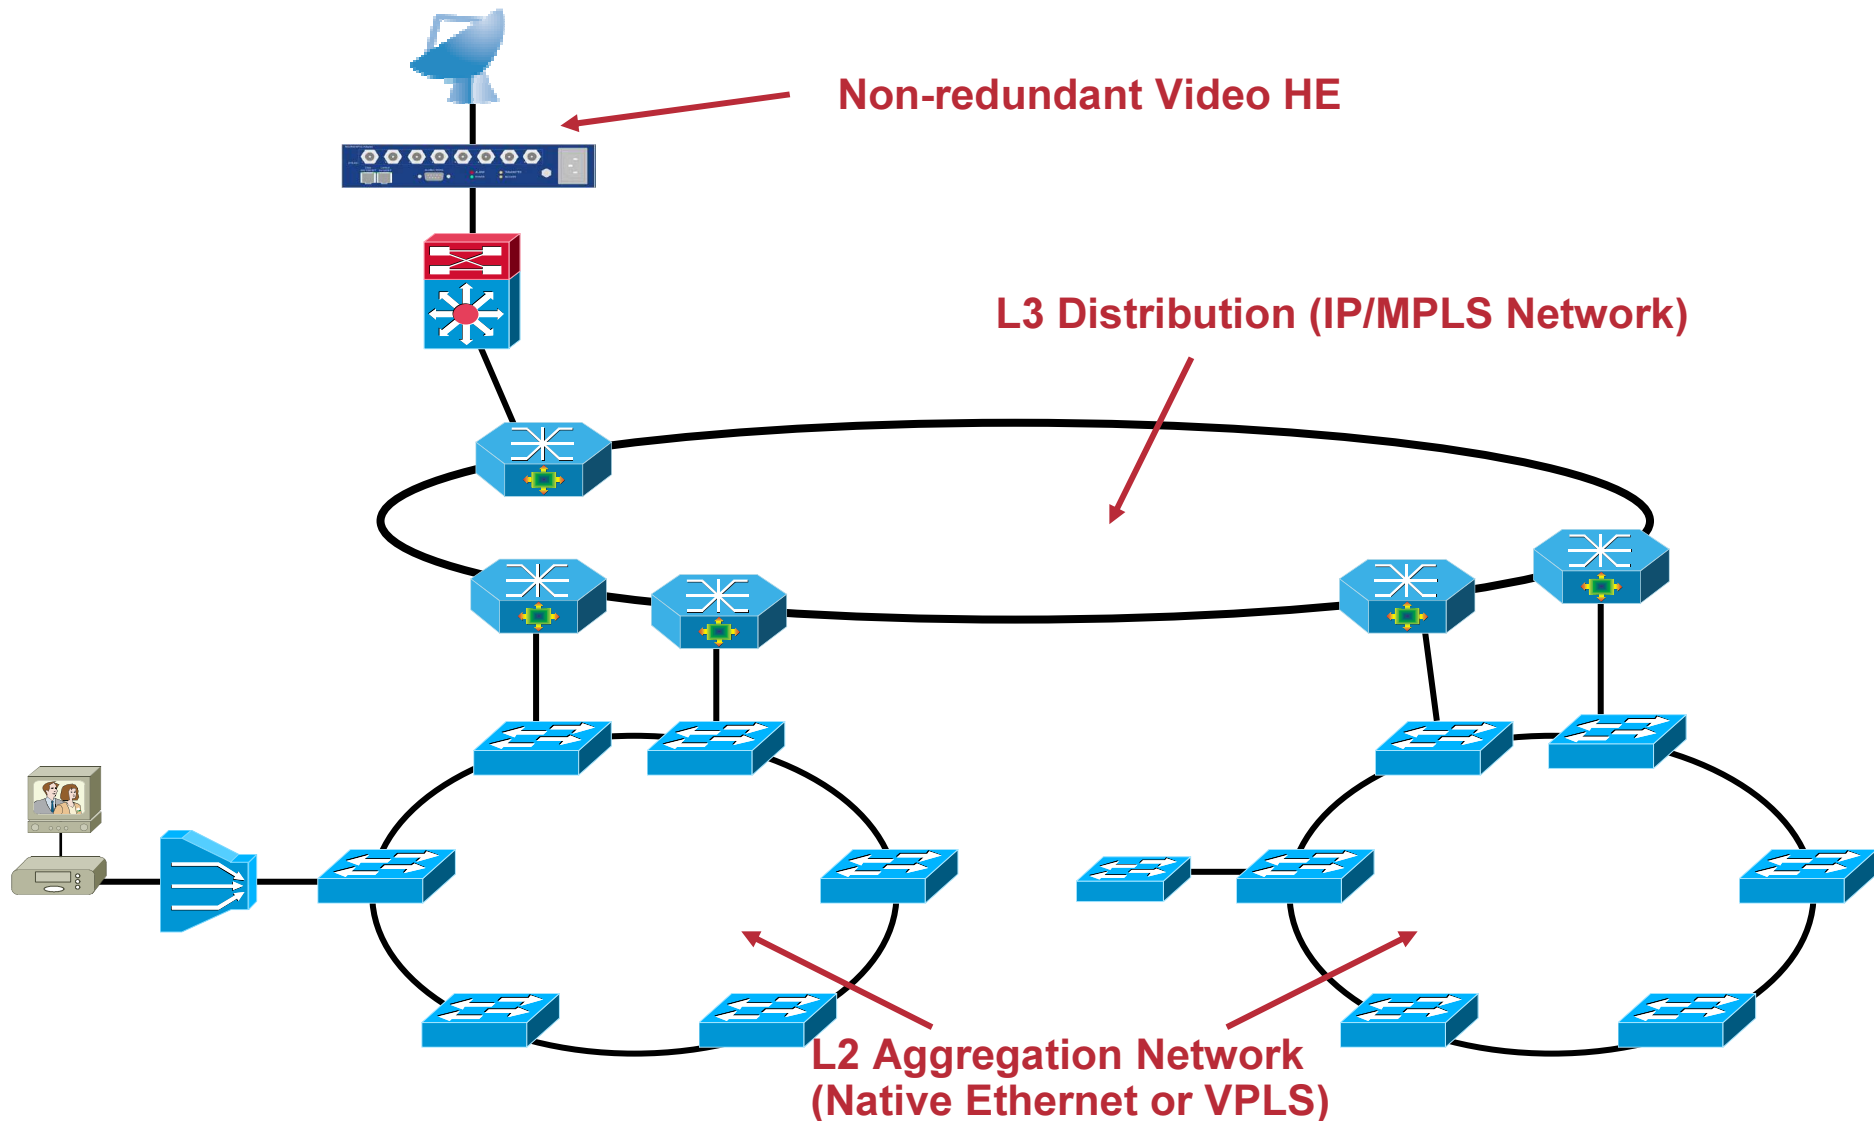 Non-redundant Video HE
L3 Distribution (IP/MPLS Network)
L2 Aggregation Network
(Native Ethernet or VPLS)